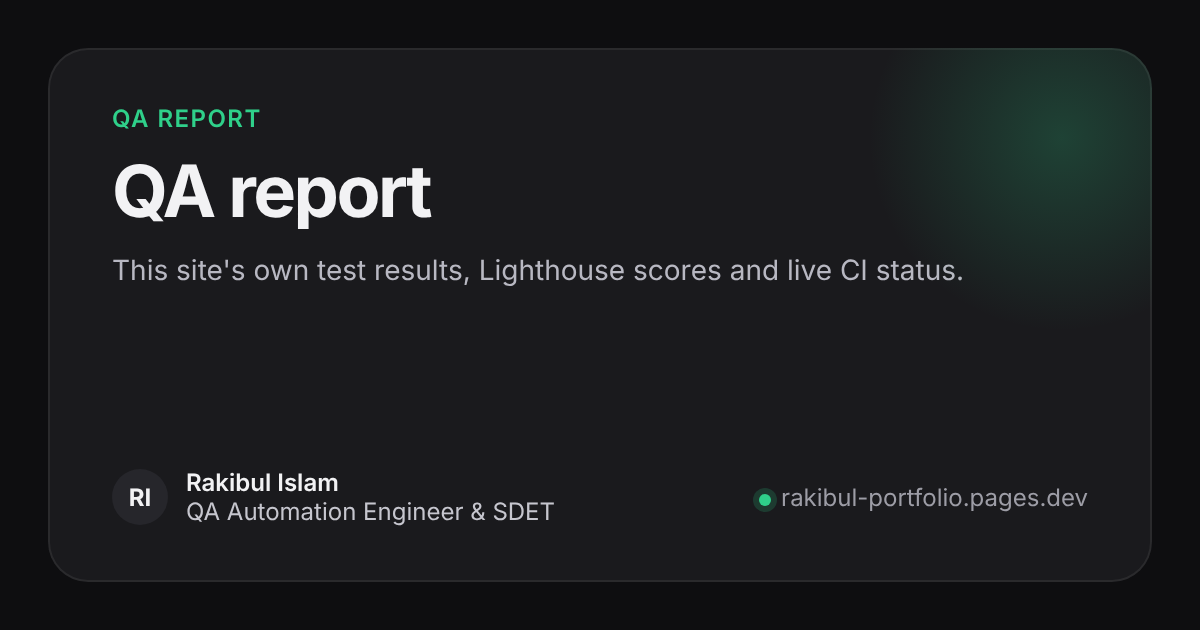 QA REPORT
QA report
This site's own test results, Lighthouse scores and live CI status.
RI
Rakibul Islam
QA Automation Engineer & SDET
rakibul-portfolio.pages.dev